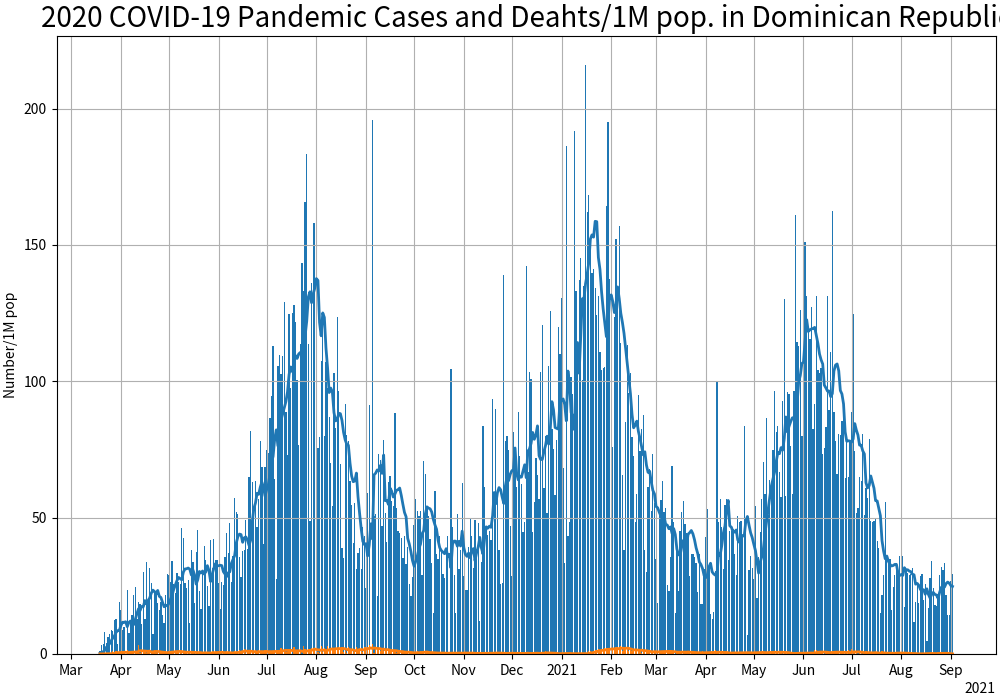 2020 COVID-19 Pandemic Cases and Deahts/1M pop. in Dominican Republi
Number/1M pop
200
150
100
50
0
Mar Apr May Jun Jul Aug Sep Oct Nov Dec 2021 Feb Mar Apr May Jun Jul Aug Sep
2021